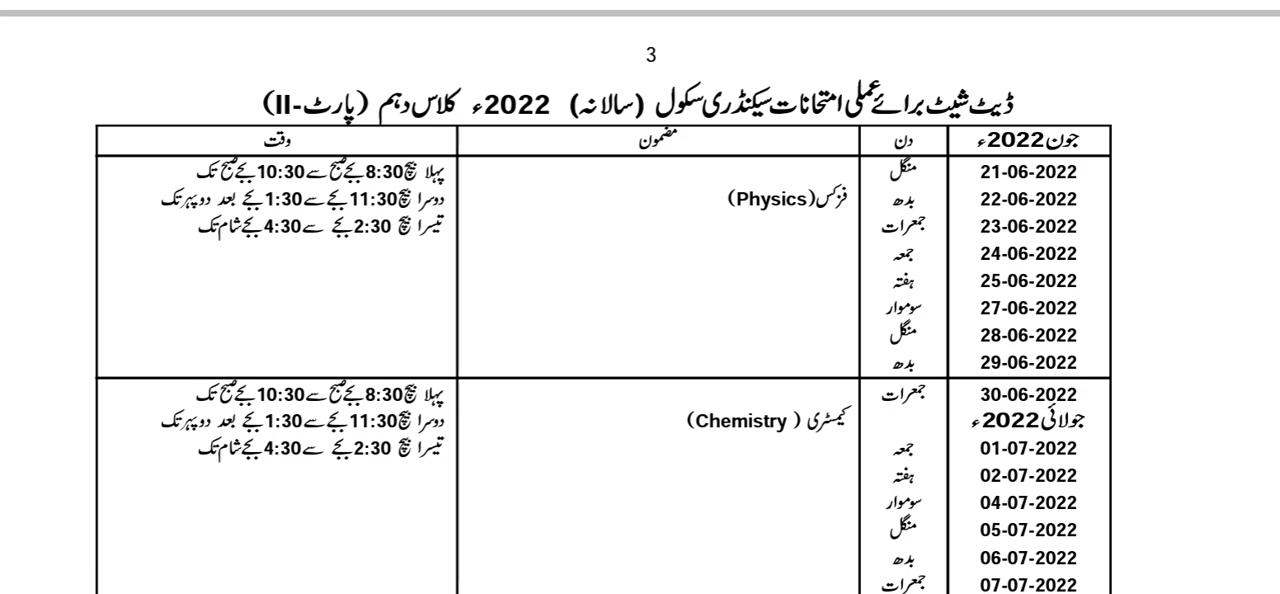 3
ڈیٹ شیٹ برائے عملی امتحانات سیکنڈری سکول (سالانہ) 2022ء کلاس دہم (پارٹ-II)
جون 2022ء دن مضمون وقت
21-06-2022 منگل پہلا بیچ 8:30 بجے صبح سے 10:30 بجے صبح تک
22-06-2022 بدھ فزکس (Physics) دوسرا بیچ 11:30 بجے سے 1:30 بجے بعد دوپہر تک
23-06-2022 جمعرات تیسرا بیچ 2:30 بجے سے 4:30 بجے شام تک
24-06-2022 جمعہ
25-06-2022 ہفتہ
27-06-2022 سوموار
28-06-2022 منگل
29-06-2022 بدھ
30-06-2022 جمعرات پہلا بیچ 8:30 بجے صبح سے 10:30 بجے صبح تک
جولائی 2022ء کیمسٹری (Chemistry) دوسرا بیچ 11:30 بجے سے 1:30 بجے بعد دوپہر تک
01-07-2022 جمعہ تیسرا بیچ 2:30 بجے سے 4:30 بجے شام تک
02-07-2022 ہفتہ
04-07-2022 سوموار
05-07-2022 منگل
06-07-2022 بدھ
07-07-2022 جمعرات